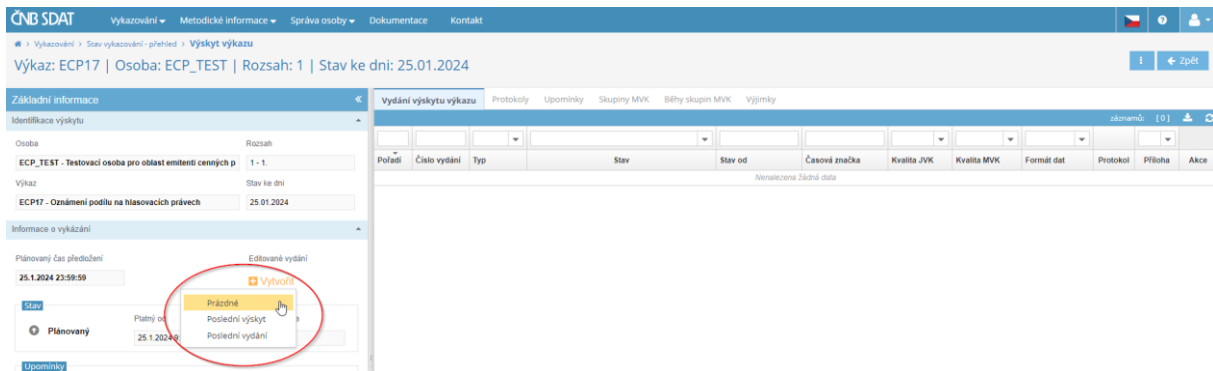 ČNB SDAT Vykazování Metodické informace Správa osoby Dokumentace Kontakt
> Vykazování > Stav vykazování - přehled > Výskyt výkazu
Výkaz: ECP17 | Osoba: ECP_TEST | Rozsah: 1 | Stav ke dni: 25.01.2024
Zpět
Základní informace
Vydání výskytu výkazu Protokoly Upomínky Skupiny MVK Běhy skupin MVK Výjimky
Identifikace výskytu
záznamů: [0]
Osoba Rozsah
ECP_TEST - Testovací osoba pro oblast emitenti cenných p 1 - 1.
Pořadí Číslo vydání Typ Stav Stav od Časová značka Kvalita JVK Kvalita MVK Formát dat Protokol Příloha Akce
Nenalezena žádná data
Výkaz Stav ke dni
ECP17 - Oznámení podílu na hlasovacích právech 25.01.2024
Informace o vykázání
Plánovaný čas předložení Editované vydání
25.1.2024 23:59:59
Vytvořit
Prázdné
Poslední výskyt
Poslední vydání
Stav
Plánovaný
Platný od
25.1.2024
Upomínky